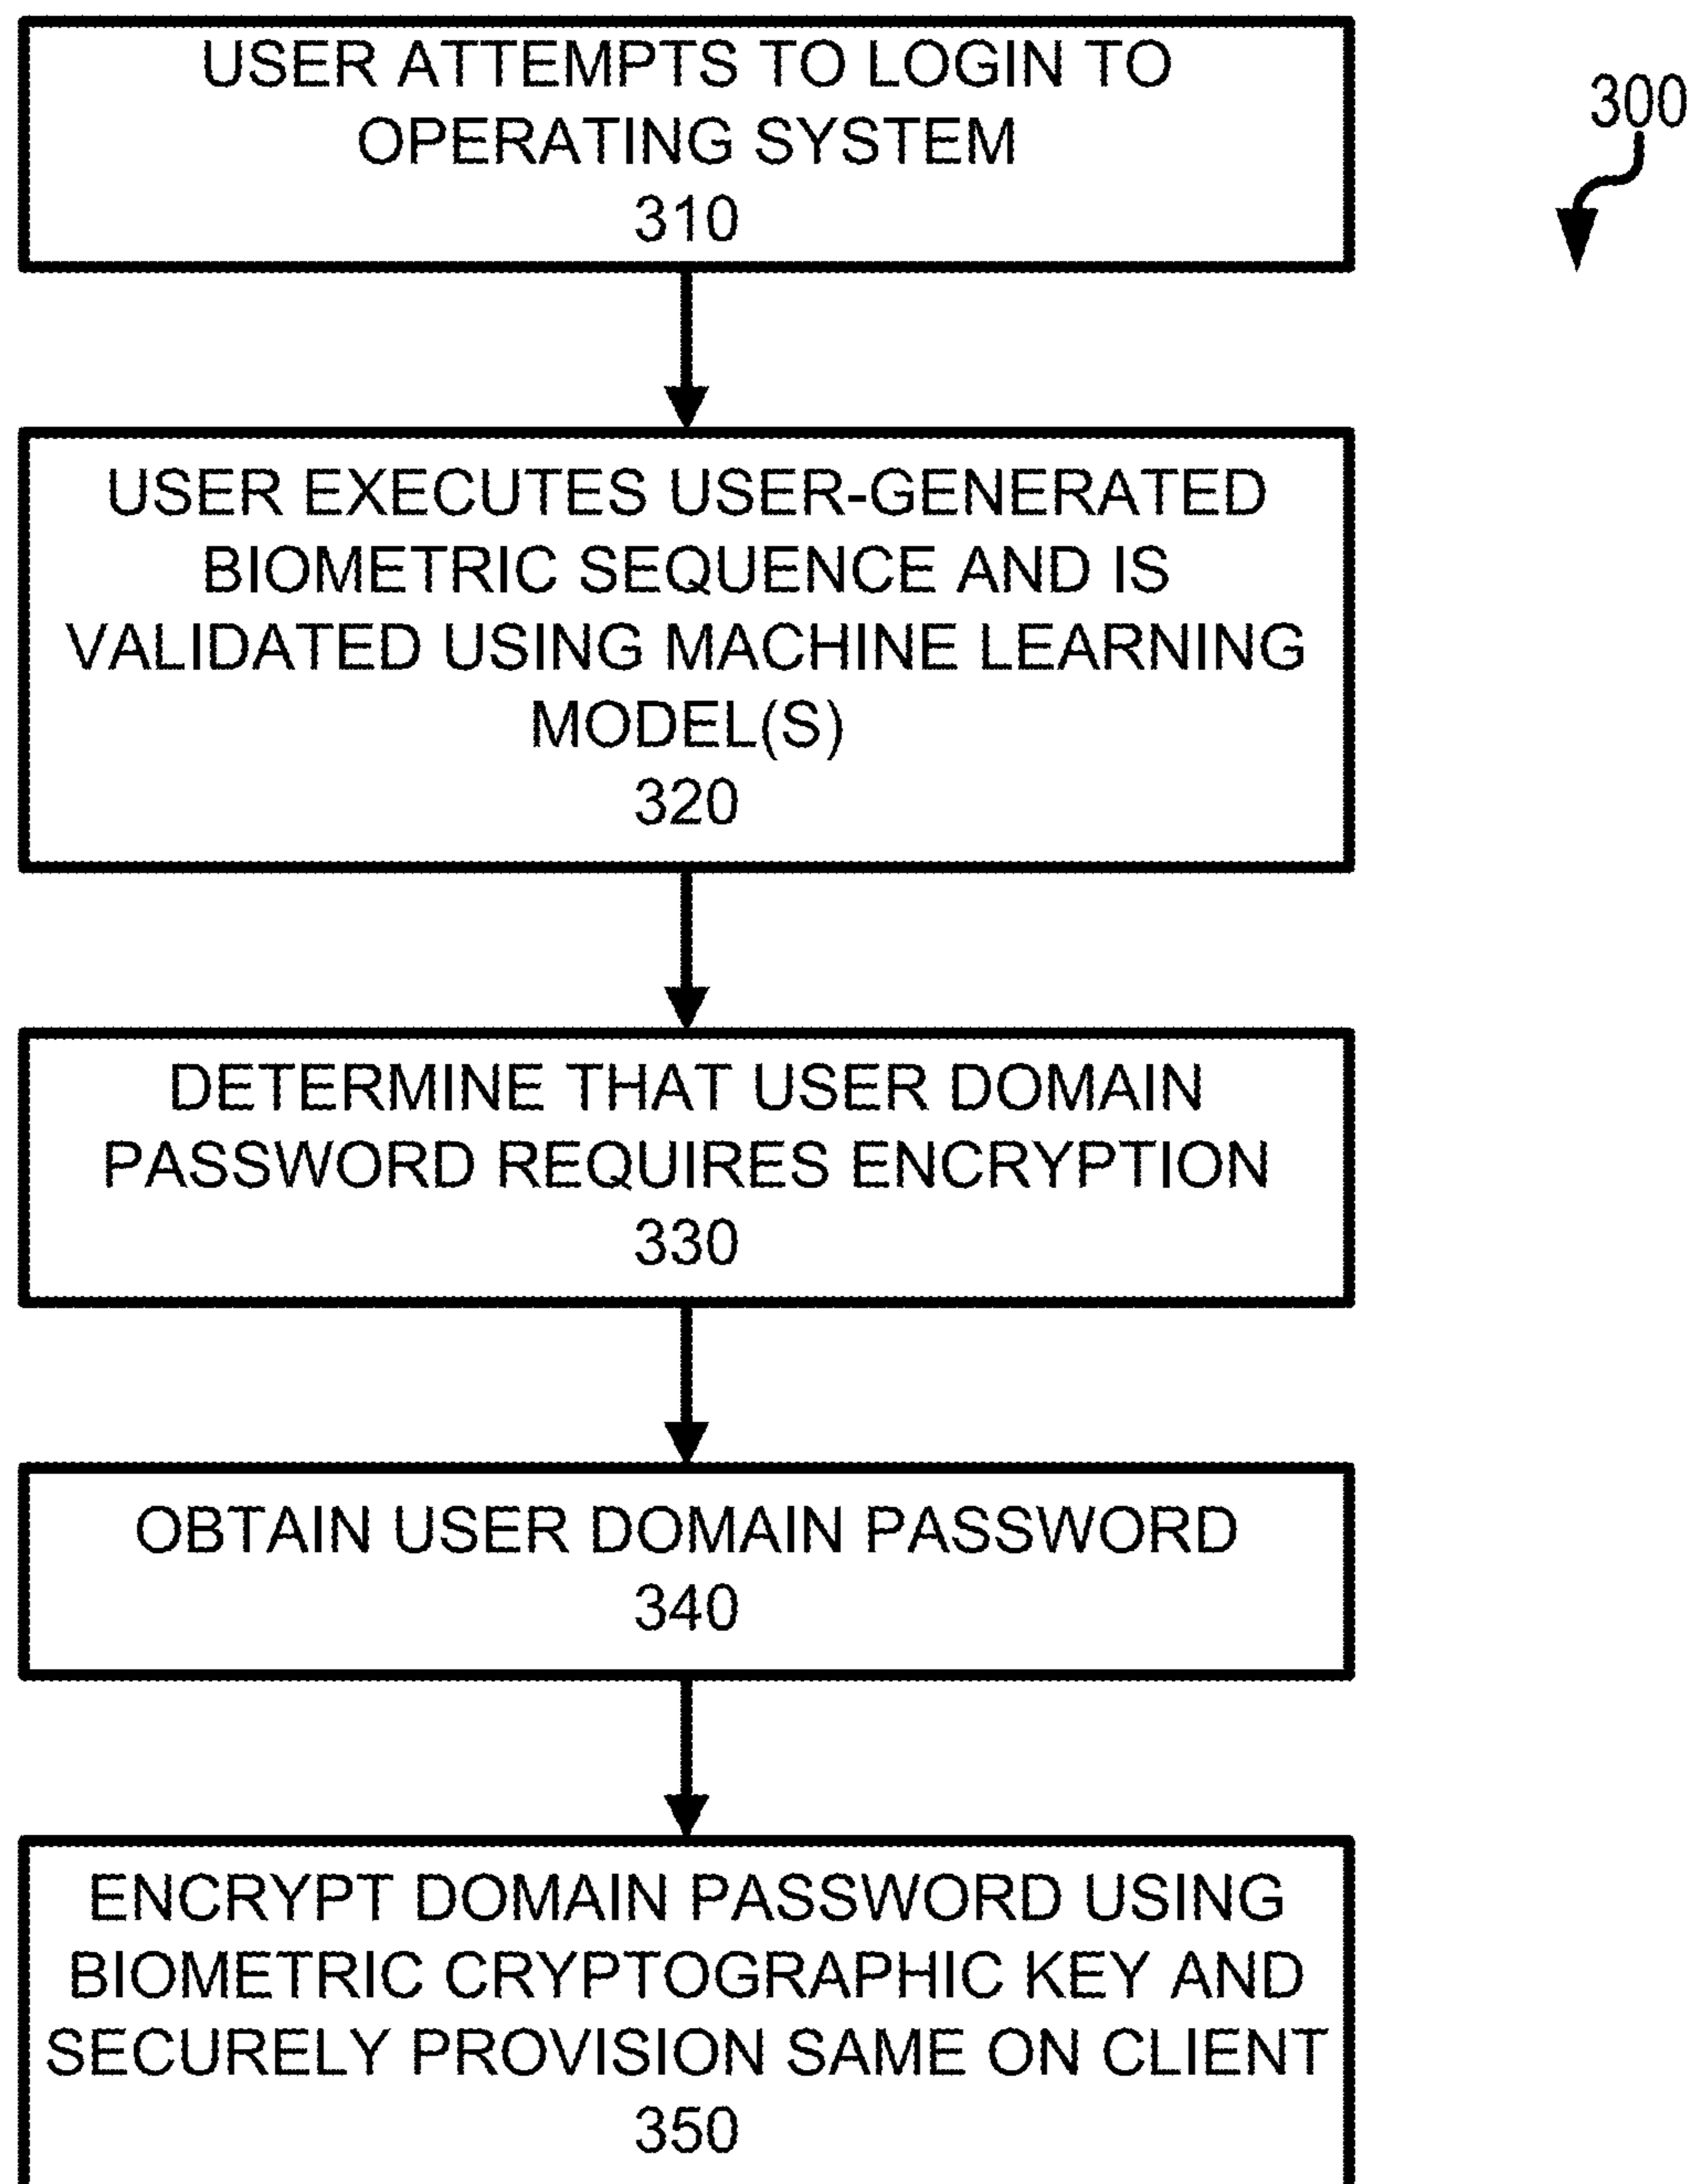 USER ATTEMPTS TO LOGIN TO
OPERATING SYSTEM
310
300
USER EXECUTES USER-GENERATED
BIOMETRIC SEQUENCE AND IS
VALIDATED USING MACHINE LEARNING
MODEL(S)
320
DETERMINE THAT USER DOMAIN
PASSWORD REQUIRES ENCRYPTION
330
OBTAIN USER DOMAIN PASSWORD
340
ENCRYPT DOMAIN PASSWORD USING
BIOMETRIC CRYPTOGRAPHIC KEY AND
SECURELY PROVISION SAME ON CLIENT
350